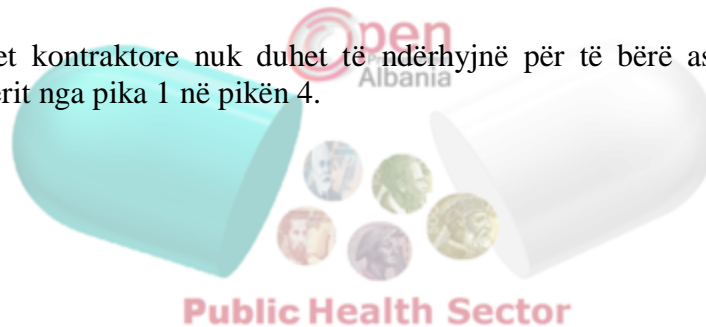 Open
Albania
et kontraktore nuk duhet të ndërhyjnë për të bërë as
erit nga pika 1 në pikën 4.
Public Health Sector